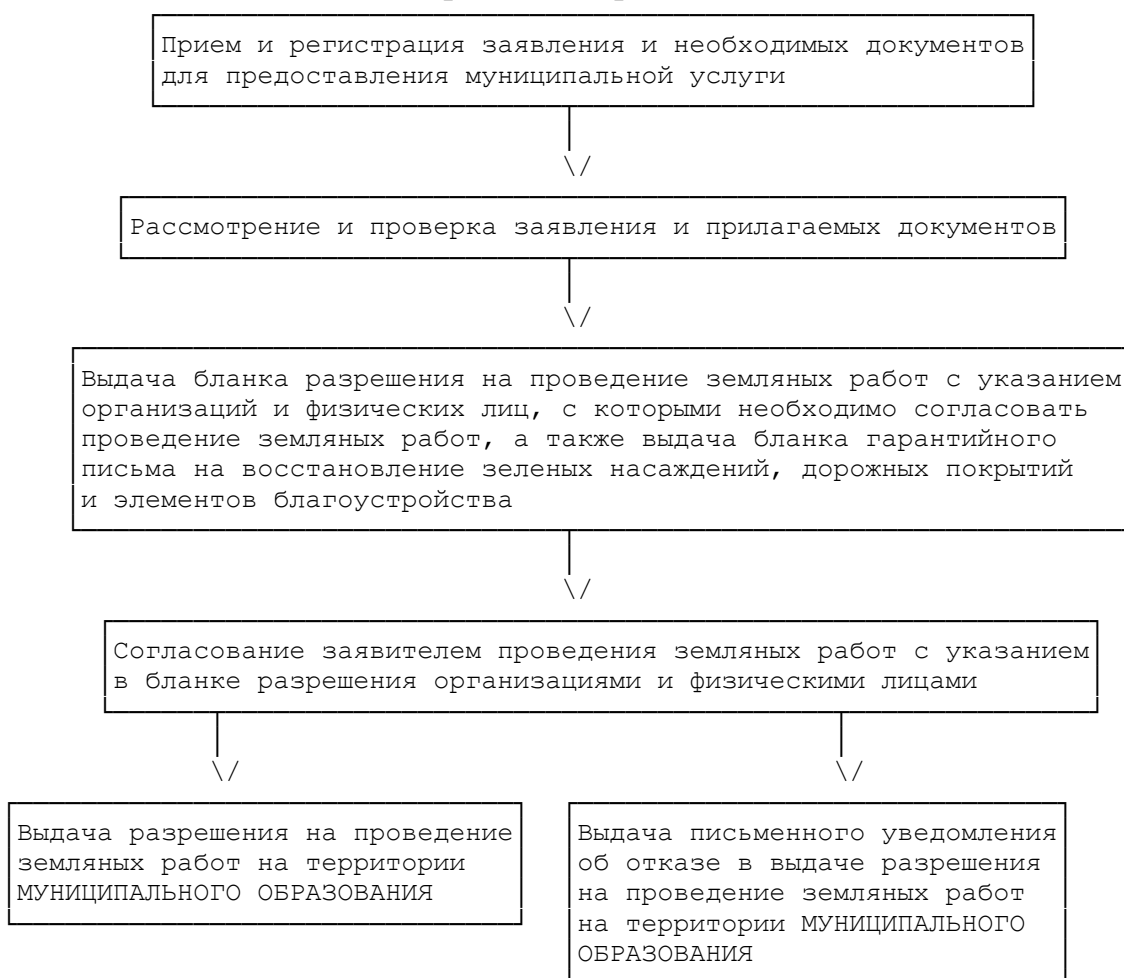 Прием и регистрация заявления и необходимых документов
для предоставления муниципальной услуги
\/
Рассмотрение и проверка заявления и прилагаемых документов
\/
Выдача бланка разрешения на проведение земляных работ с указанием
организаций и физических лиц, с которыми необходимо согласовать
проведение земляных работ, а также выдача бланка гарантийного
письма на восстановление зеленых насаждений, дорожных покрытий
и элементов благоустройства
\/
Согласование заявителем проведения земляных работ с указанием
в бланке разрешения организациями и физическими лицами
\/
\/
Выдача разрешения на проведение
земляных работ на территории
МУНИЦИПАЛЬНОГО ОБРАЗОВАНИЯ
Выдача письменного уведомления
об отказе в выдаче разрешения
на проведение земляных работ
на территории МУНИЦИПАЛЬНОГО
ОБРАЗОВАНИЯ